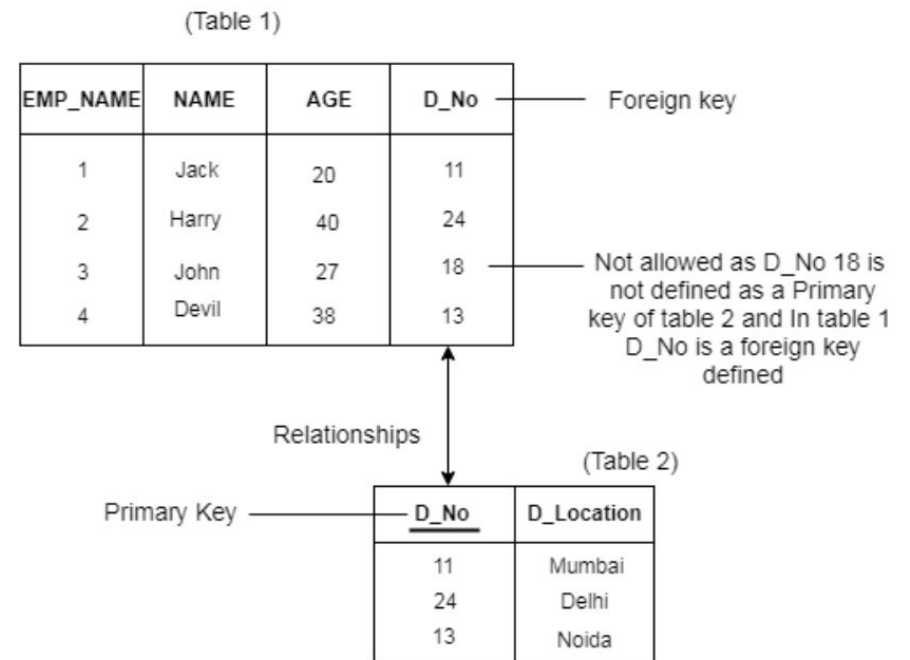 (Table 1)
EMP_NAME NAME AGE D_No Foreign key
1 Jack 20 11
2 Harry 40 24
3 John 27 18
4 Devil 38 13
Not allowed as D_No 18 is
not defined as a Primary
key of table 2 and In table 1
D_No is a foreign key
defined
Relationships
(Table 2)
Primary Key D_No D_Location
11 Mumbai
24 Delhi
13 Noida